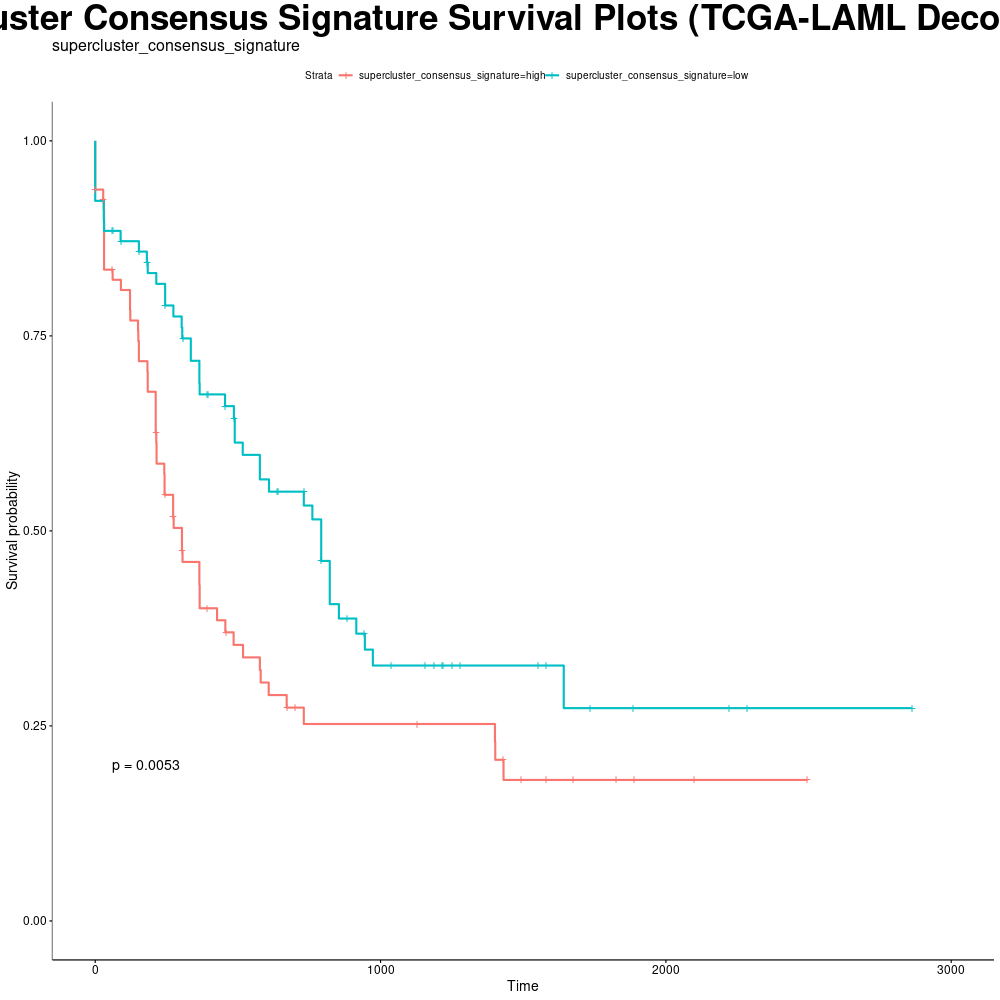 uster Consensus Signature Survival Plots (TCGA-LAML Deco
supercluster_consensus_signature
Strata supercluster_consensus_signature=high supercluster_consensus_signature=low
1.00
0.75
0.50
0.25
0.00
Survival probability
p = 0.0053
0 1000 2000 3000
Time